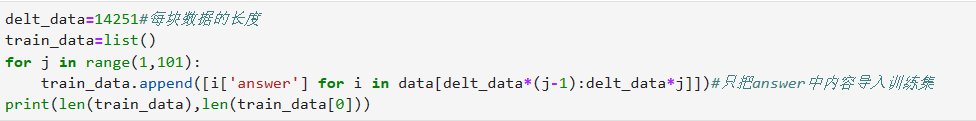 delt_data=14251#每块数据的长度
train_data=list()
for j in range(1,101):
    train_data.append([i['answer'] for i in data[delt_data*(j-1):delt_data*j]])#只把answer中内容导入训练集
print(len(train_data),len(train_data[0]))